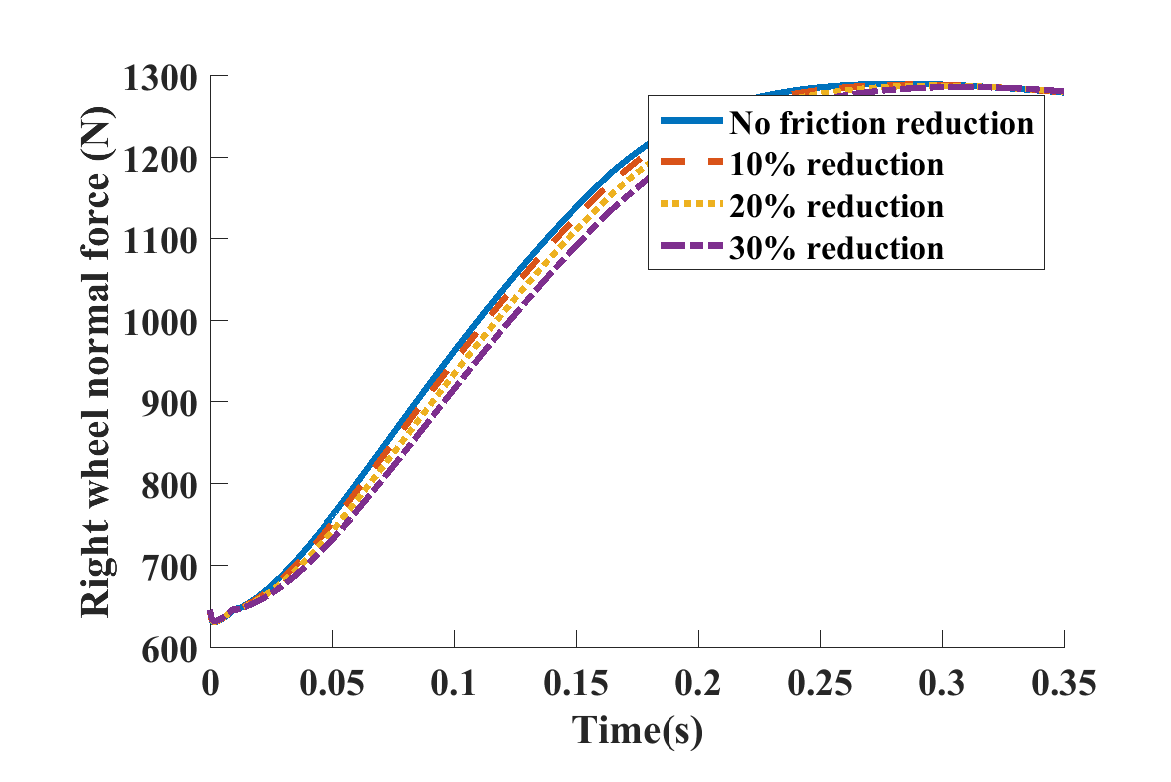 Right wheel normal force (N)
1300
1200
1100
1000
900
800
700
600
No friction reduction
10% reduction
20% reduction
30% reduction
0 0.05 0.1 0.15 0.2 0.25 0.3 0.35
Time(s)